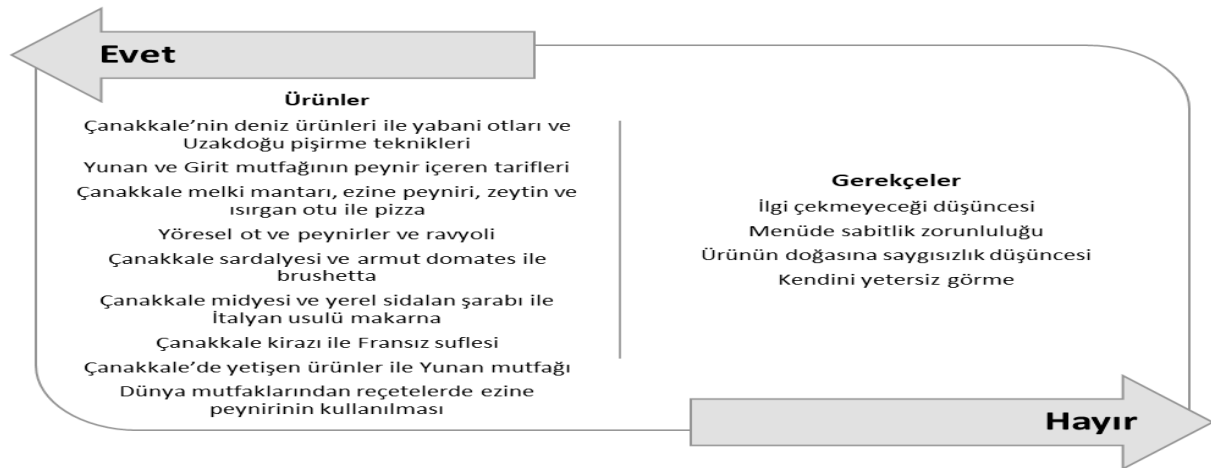 Evet
Ürünler
Çanakkale’nin deniz ürünleri ile yabani otları ve
Uzakdoğu pişirme teknikleri
Yunan ve Girit mutfağının peynir içeren tarifleri
Çanakkale melki mantarı, ezine peyniri, zeytin ve
ısırgan otu ile pizza
Yöresel ot ve peynirler ve ravyoli
Çanakkale sardalyesi ve armut domates ile
brushetta
Çanakkale midyesi ve yerel sidalan şarabı ile
İtalyan usulü makarna
Çanakkale kirazı ile Fransız suflesi
Çanakkale’de yetişen ürünler ile Yunan mutfağı
Dünya mutfaklarından reçetelerde ezine
peynirinin kullanılması
Gerekçeler
İlgi çekmeyeceği düşüncesi
Menüde sabitlik zorunluluğu
Ürünün doğasına saygısızlık düşüncesi
Kendini yetersiz görme
Hayır